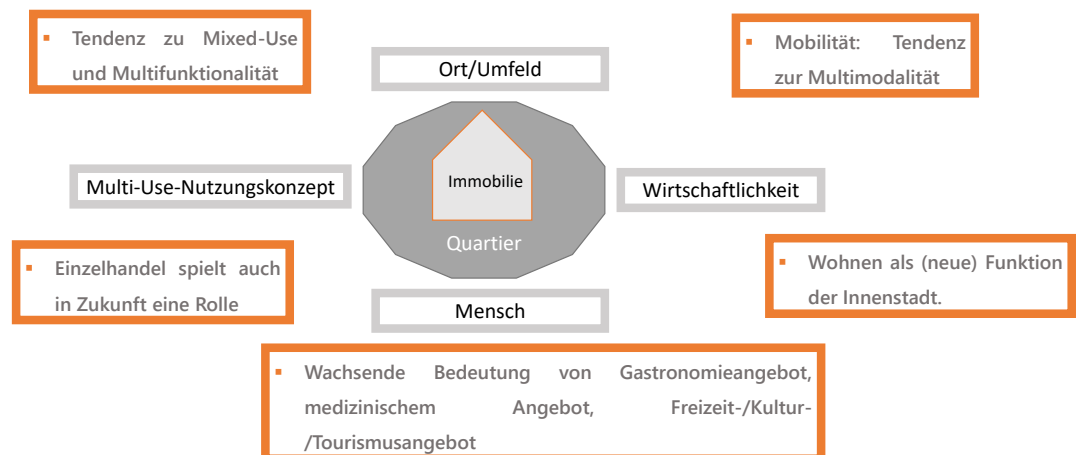 ▪ Tendenz zu Mixed-Use
und Multifunktionalität
Ort/Umfeld
▪ Mobilität: Tendenz
zur Multimodalität
Multi-Use-Nutzungskonzept
Immobilie
Wirtschaftlichkeit
Quartier
▪ Einzelhandel spielt auch
in Zukunft eine Rolle
Mensch
▪ Wohnen als (neue) Funktion
der Innenstadt.
▪ Wachsende Bedeutung von Gastronomieangebot,
medizinischem Angebot, Freizeit-/Kultur-
/Tourismusangebot